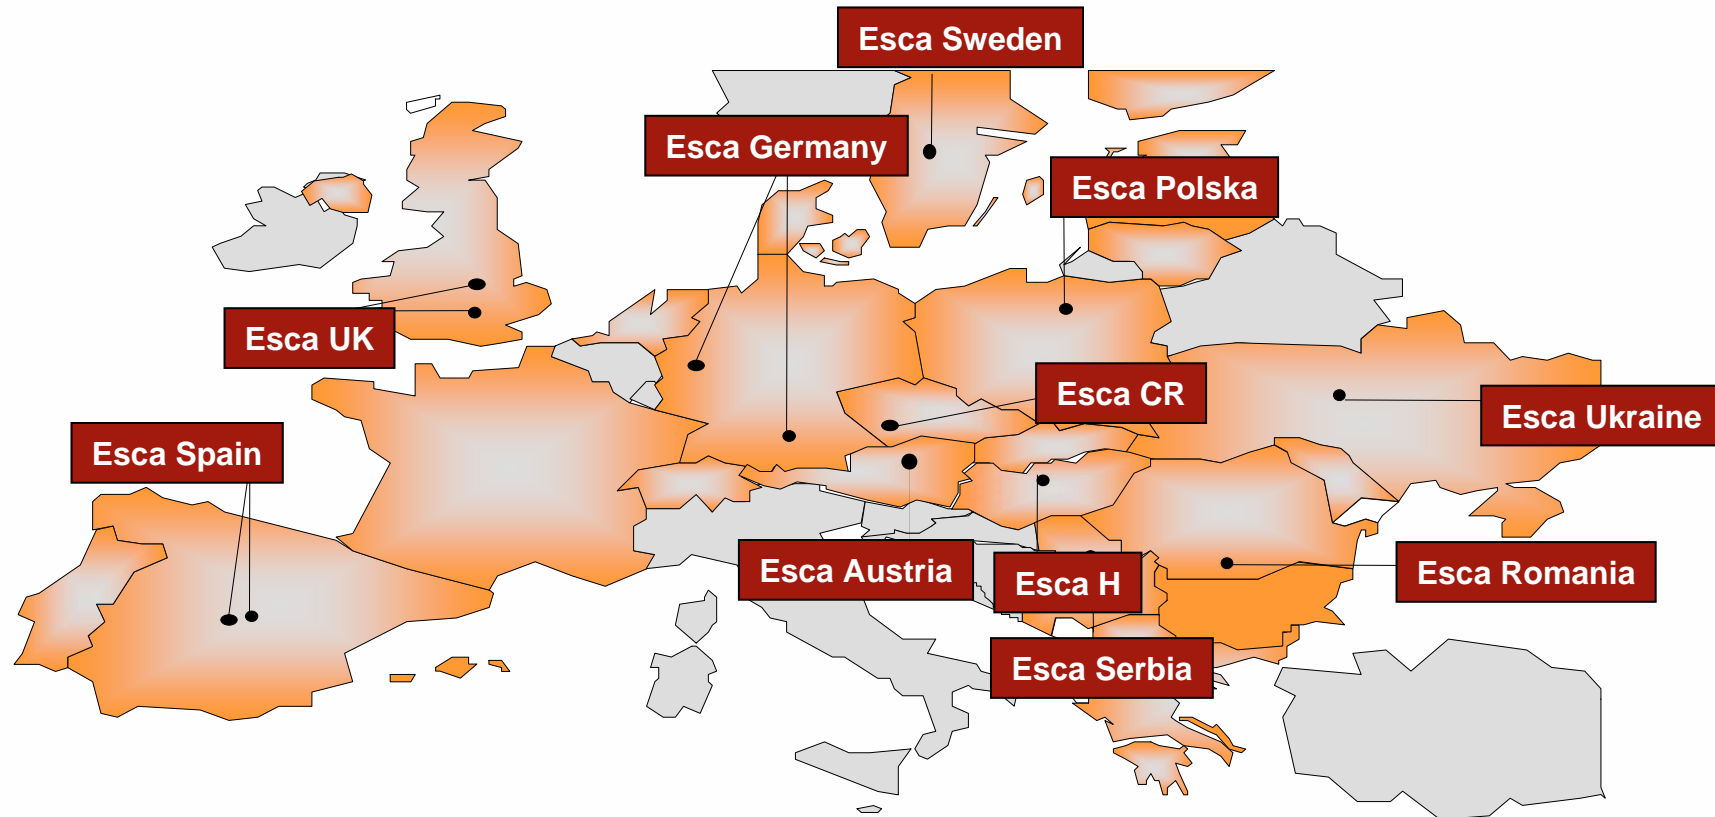 Esca Sweden
Esca Germany
Esca Polska
Esca UK
Esca CR
Esca Ukraine
Esca Spain
Esca Austria
Esca H
Esca Romania
Esca Serbia